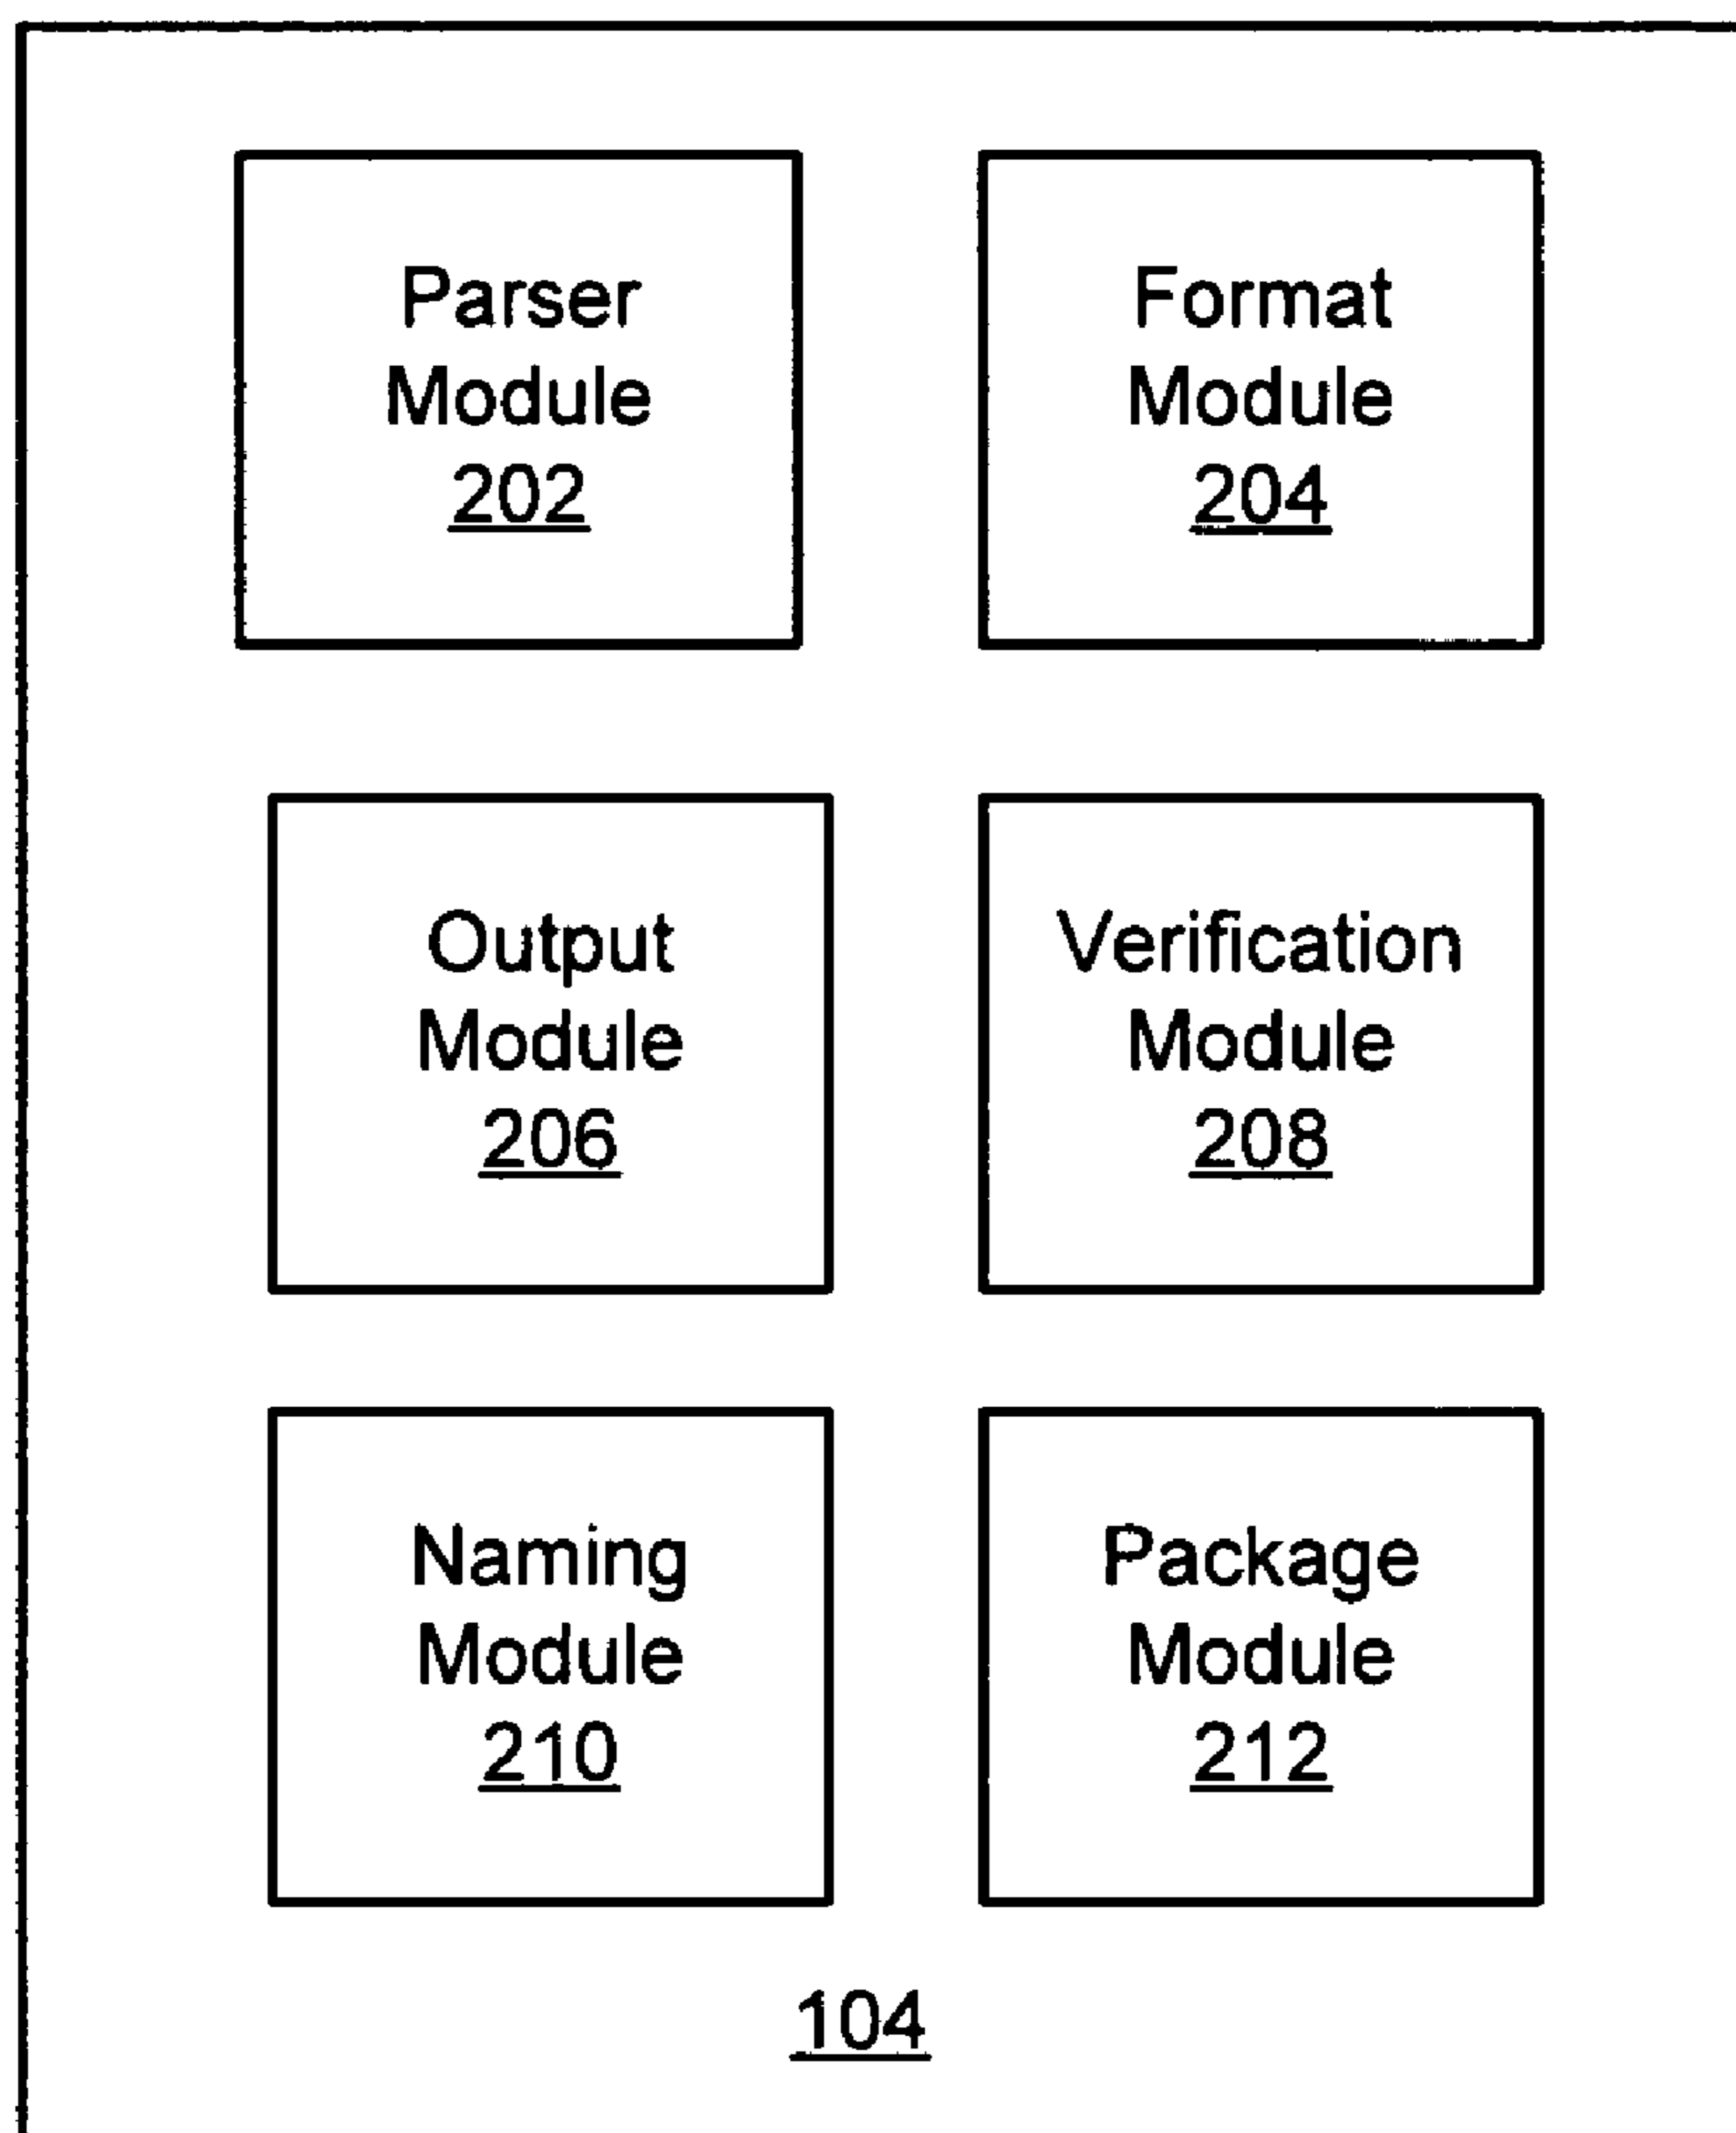 Parser
Module
202
Format
Module
204
Output
Module
206
Verification
Module
208
Naming
Module
210
Package
Module
212
104